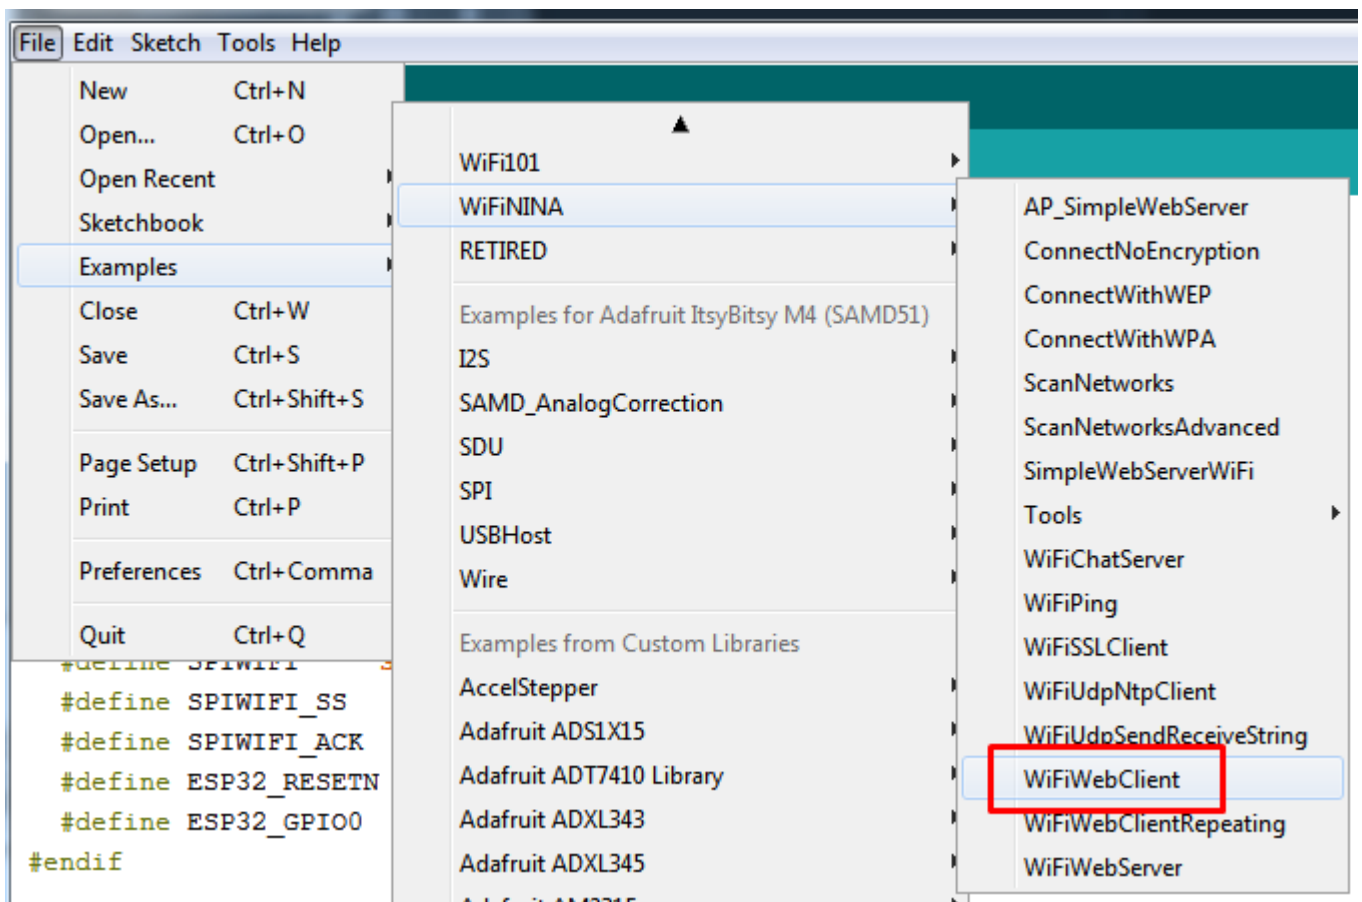 File Edit Sketch Tools Help
New Ctrl+N
Open... Ctrl+O
Open Recent
Sketchbook
Examples
Close Ctrl+W
Save Ctrl+S
Save As... Ctrl+Shift+S
Page Setup Ctrl+Shift+P
Print Ctrl+P
Preferences Ctrl+Comma
Quit Ctrl+Q
WiFi101
WiFiNINA
RETIRED
Examples for Adafruit ItsyBitsy M4 (SAMD51)
I2S
SAMD_AnalogCorrection
SDU
SPI
USBHost
Wire
Examples from Custom Libraries
AccelStepper
Adafruit ADS1X15
Adafruit ADT7410 Library
Adafruit ADXL343
Adafruit ADXL345
Adafruit AM2315
AP_SimpleWebServer
ConnectNoEncryption
ConnectWithWEP
ConnectWithWPA
ScanNetworks
ScanNetworksAdvanced
SimpleWebServerWiFi
Tools
WiFiChatServer
WiFiPing
WiFiSSLClient
WiFiUdpNtpClient
WiFiUdpSendReceiveString
WiFiWebClient
WiFiWebClientRepeating
WiFiWebServer
#define SPIWIFI
#define SPIWIFI_SS
#define SPIWIFI_ACK
#define ESP32_RESETN
#define ESP32_GPIO0
#endif